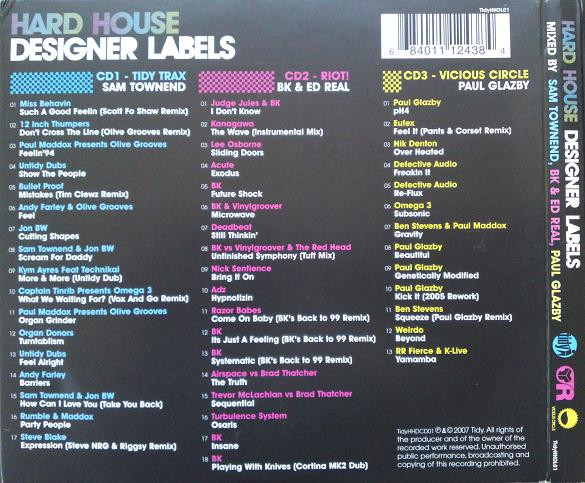 HARD HOUSE
DESIGNER LABELS
TidyHHDL01
6 84011 12438 4
CD1 - TIDY TRAX
SAM TOWNEND
01 Miss Behavin
Such A Good Feelin (Scott Fo Shaw Remix)
02 12 Inch Thumpers
Don't Cross The Line (Olive Grooves Remix)
03 Paul Maddox Presents Olive Grooves
Feelin'94
04 Untidy Dubs
Show The People
05 Bullet Proof
Mistakes (Tim Clewz Remix)
06 Andy Farley & Olive Grooves
Feel
07 Jon BW
Cutting Shapes
08 Sam Townend & Jon BW
Scream For Daddy
09 Kym Ayres Feat Technikal
More & More (Untidy Dub)
10 Captain Tinrib Presents Omega 3
What We Waiting For? (Vox And Go Remix)
11 Paul Maddox Presents Olive Grooves
Organ Grinder
12 Organ Donors
Turntablism
13 Untidy Dubs
Feel Alright
14 Andy Farley
Barriers
15 Sam Townend & Jon BW
How Can I Love You (Take You Back)
16 Rumble & Maddox
Party People
17 Steve Blake
Expression (Steve NRG & Riggsy Remix)
CD2 - RIOT!
BK & ED REAL
01 Judge Jules & BK
I Don't Know
02 Kanagawa
The Wave (Instrumental Mix)
03 Lee Osborne
Sliding Doors
04 Acute
Exodus
05 BK
Future Shock
06 BK & Vinylgroover
Microwave
07 Deadbeat
Still Thinkin'
08 BK vs Vinylgroover & The Red Head
Unfinished Symphony (Tuff Mix)
09 Nick Sentience
Bring It On
10 Adz
Hypnotizin
11 Razor Babes
Come On Baby (BK's Back to 99 Remix)
12 BK
Its Just A Feeling (BK's Back to 99 Remix)
13 BK
Systematic (BK's Back to 99 Remix)
14 Airspace vs Brad Thatcher
The Truth
15 Trevor McLachlan vs Brad Thatcher
Sequential
16 Turbulence System
Osaris
17 BK
Insane
18 BK
Playing With Knives (Cortina MK2 Dub)
CD3 - VICIOUS CIRCLE
PAUL GLAZBY
01 Paul Glazby
pH4
02 Eufex
Feel It (Pants & Corset Remix)
03 Nik Denton
Over Heated
04 Defective Audio
Freakin It
05 Defective Audio
Re-Flux
06 Omega 3
Subsonic
07 Ben Stevens & Paul Maddox
Gravity
08 Paul Glazby
Beautiful
09 Paul Glazby
Genetically Modified
10 Paul Glazby
Kick It (2005 Rework)
11 Ben Stevens
Squeeze (Paul Glazby Remix)
12 Weirdo
Beyond
13 RR Fierce & K-Live
Yamamba
TidyHHDCD01 ℗ & © 2007 Tidy. All rights of
the producer and of the owner of the
recorded work reserved. Unauthorised
public performance, broadcasting and
copying of this recording prohibited.
HARD HOUSE DESIGNER LABELS
MIXED BY SAM TOWNEND, BK & ED REAL, PAUL GLAZBY
tidy
VICIOUS CIRCLE
TidyHHDL01